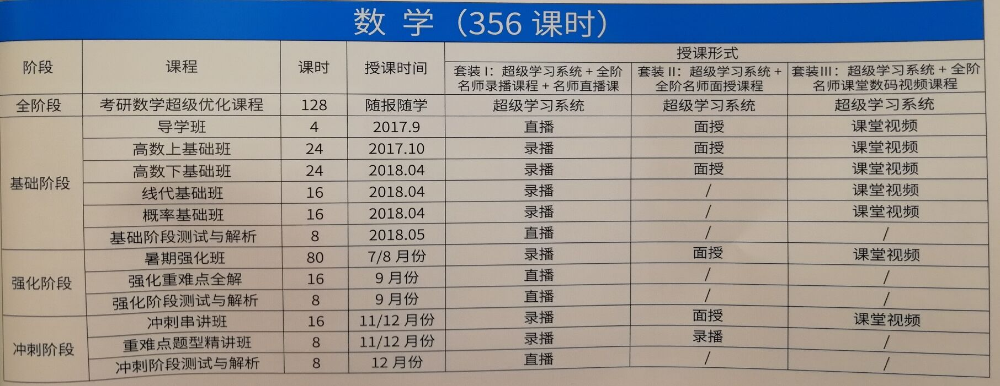 数 学（356 课时）
阶段 课程 课时 授课时间 授课形式
套装 I：超级学习系统 + 全阶 名师录播课程 + 名师直播课
套装 II：超级学习系统 + 全阶名师面授课程
套装III：超级学习系统 + 全阶 名师课堂数码视频课程
全阶段 考研数学超级优化课程 128 随报随学 超级学习系统 超级学习系统 超级学习系统
基础阶段
导学班 4 2017.9 直播 面授 课堂视频
高数上基础班 24 2017.10 录播 面授 课堂视频
高数下基础班 24 2018.04 录播 面授 课堂视频
线代基础班 16 2018.04 录播 / 课堂视频
概率基础班 16 2018.04 录播 / 课堂视频
基础阶段测试与解析 8 2018.05 直播 / /
强化阶段
暑期强化班 80 7/8 月份 录播 面授 课堂视频
强化重难点全解 16 9 月份 直播 / /
强化阶段测试与解析 8 9 月份 直播 / /
冲刺阶段
冲刺串讲班 16 11/12 月份 录播 面授 课堂视频
重难点题型精讲班 8 11/12 月份 录播 录播 /
冲刺阶段测试与解析 8 12 月份 直播 / /